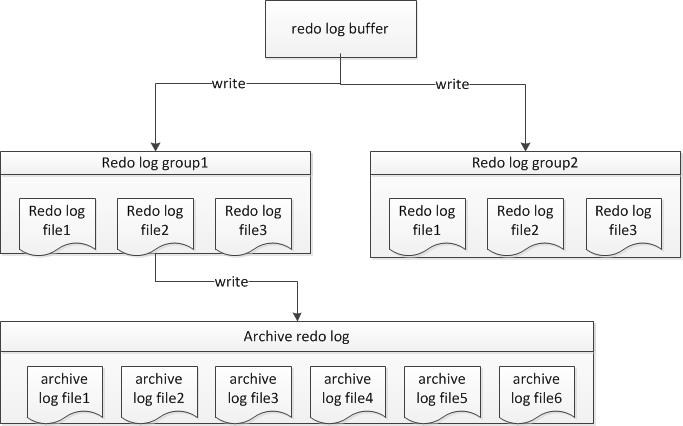 redo log buffer
write
write
Redo log group1
Redo log group2
Redo log
file1
Redo log
file2
Redo log
file3
Redo log
file1
Redo log
file2
Redo log
file3
write
Archive redo log
archive
log file1
archive
log file2
archive
log file3
archive
log file4
archive
log file5
archive
log file6